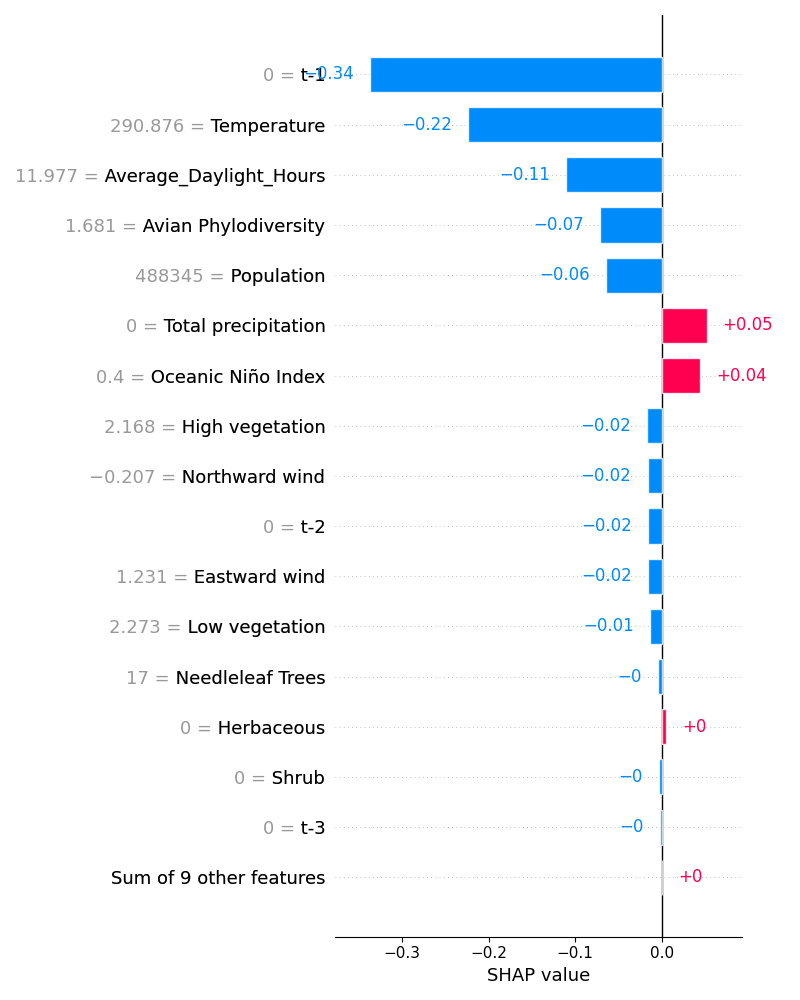 0 = t-1 −0.34
290.876 = Temperature −0.22
11.977 = Average_Daylight_Hours −0.11
1.681 = Avian Phylodiversity −0.07
488345 = Population −0.06
0 = Total precipitation +0.05
0.4 = Oceanic Niño Index +0.04
2.168 = High vegetation −0.02
−0.207 = Northward wind −0.02
0 = t-2 −0.02
1.231 = Eastward wind −0.02
2.273 = Low vegetation −0.01
17 = Needleleaf Trees −0
0 = Herbaceous +0
0 = Shrub −0
0 = t-3 −0
Sum of 9 other features +0
−0.3 −0.2 −0.1 0.0
SHAP value